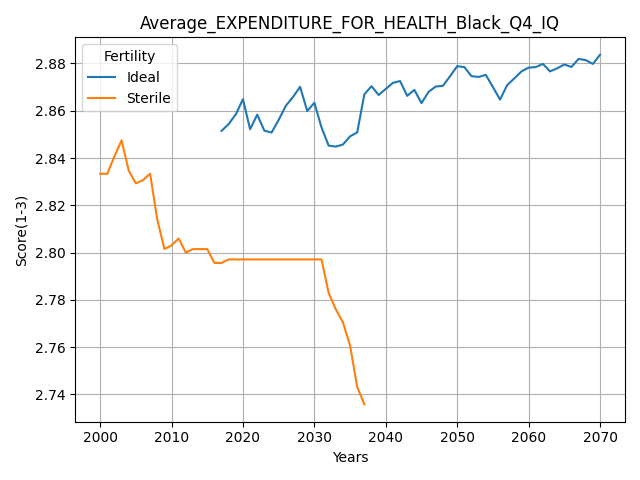 Average_EXPENDITURE_FOR_HEALTH_Black_Q4_IQ
Fertility
Ideal
Sterile
Score(1-3)
2.88
2.86
2.84
2.82
2.80
2.78
2.76
2.74
2000 2010 2020 2030 2040 2050 2060 2070
Years